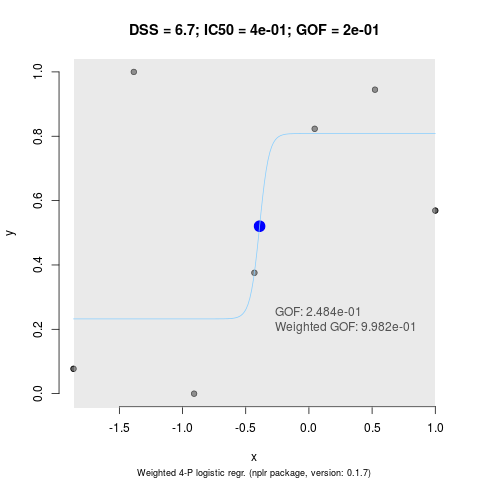 DSS = 6.7; IC50 = 4e-01; GOF = 2e-01
1.0
0.8
0.6
0.4
0.2
0.0
y
GOF: 2.484e-01
Weighted GOF: 9.982e-01
-1.5 -1.0 -0.5 0.0 0.5 1.0
x
Weighted 4-P logistic regr. (nplr package, version: 0.1.7)